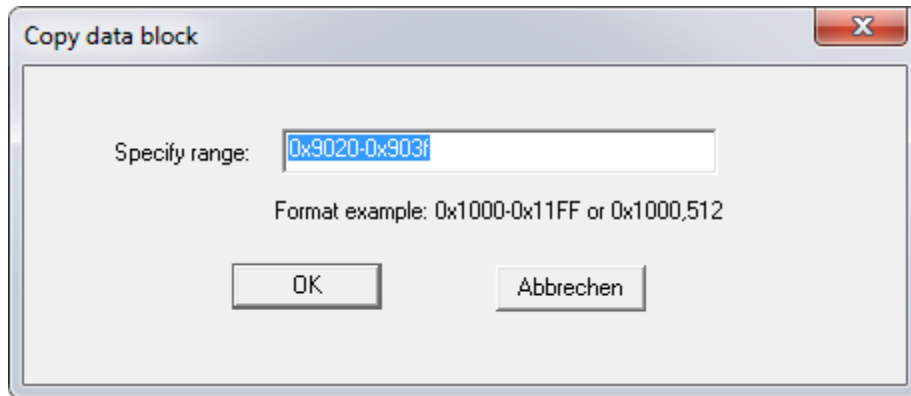 Copy data block
Specify range: 0x9020-0x903f
Format example: 0x1000-0x11FF or 0x1000,512
OK Abbrechen